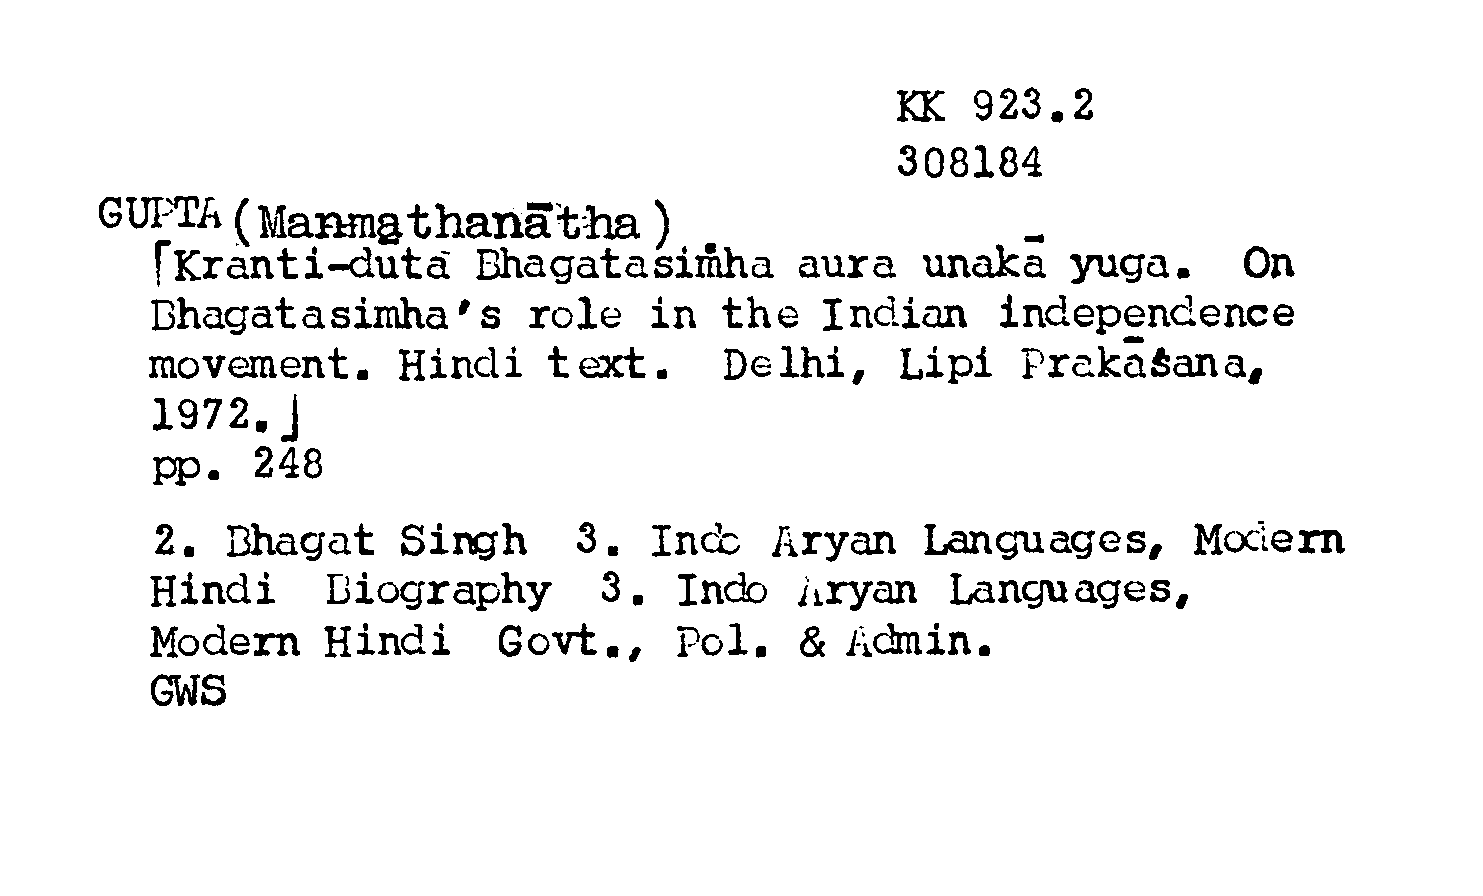 KK 923.2
308184
GUPTA (Manmathanātha)
⌈Kranti-duta Bhagatasiṁha aura unakā yuga. On
Bhagatasimha's role in the Indian independence
movement. Hindi text. Delhi, Lipi Prakāśana,
1972.⌋
pp. 248
2. Bhagat Singh 3. Indo Aryan Languages, Modern
Hindi Biography 3. Indo Aryan Languages,
Modern Hindi Govt., Pol. & Admin.
GWS